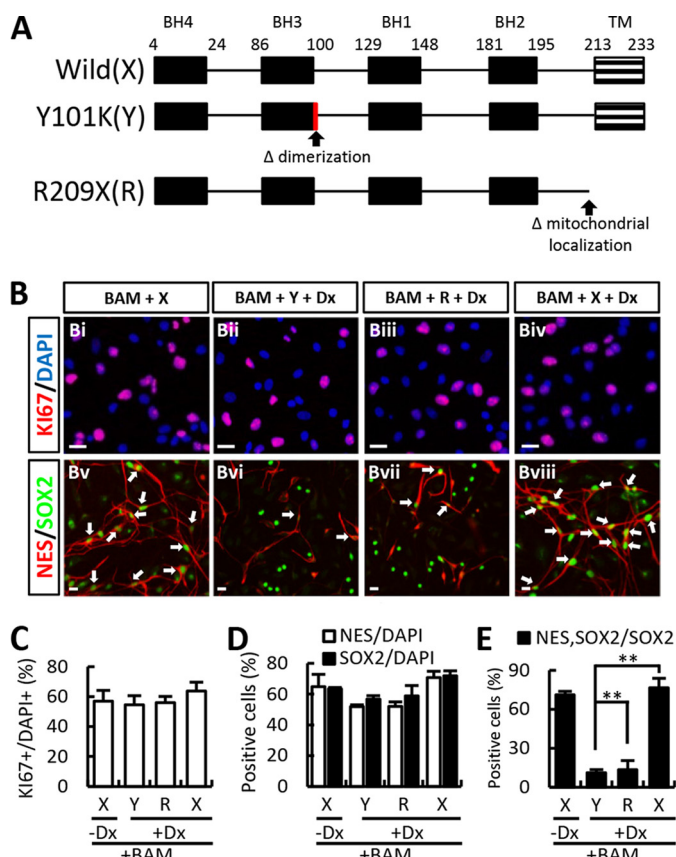 A
BH4 BH3 BH1 BH2 TM
4 24 86 100 129 148 181 195 213 233
Wild(X)
Y101K(Y)
Δ dimerization
R209X(R)
Δ mitochondrial
localization
B
BAM + X
BAM + Y + Dx
BAM + R + Dx
BAM + X + Dx
KI67/DAPI
Bi
Bii
Biii
Biv
NES/SOX2
Bv
Bvi
Bvii
Bviii
C
KI67+/DAPI+ (%)
80
60
40
20
0
X Y R X
-Dx +Dx
+BAM
D
NES/DAPI
SOX2/DAPI
Positive cells (%)
80
60
40
20
0
X Y R X
-Dx +Dx
+BAM
E
NES,SOX2/SOX2
Positive cells (%)
90
60
30
0
**
**
X Y R X
-Dx +Dx
+BAM